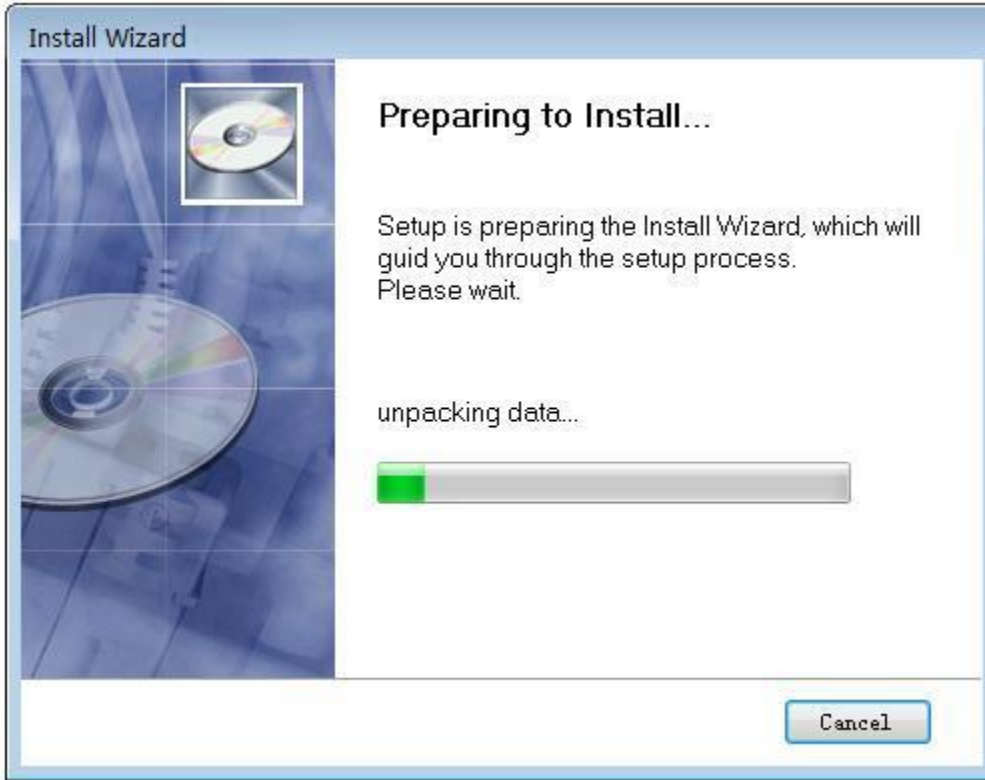 Install Wizard
Preparing to Install...
Setup is preparing the Install Wizard, which will
guid you through the setup process.
Please wait.
unpacking data...
Cancel